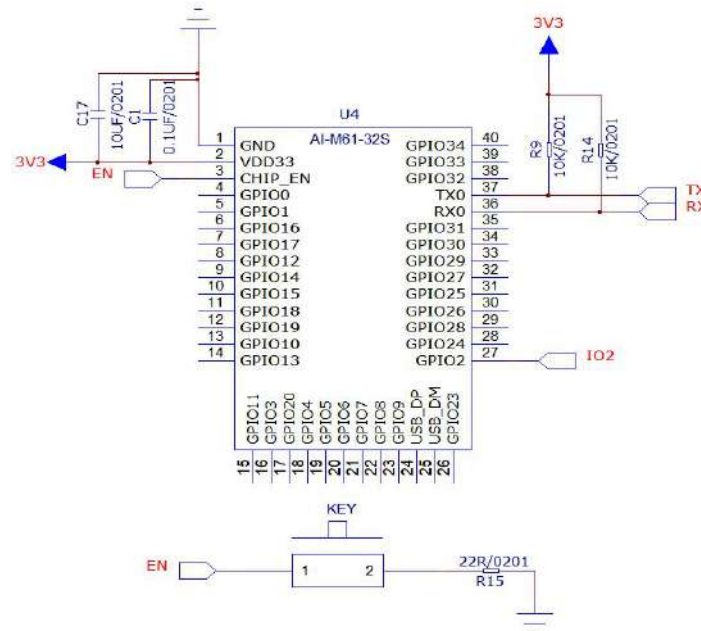 3V3
C17
10UF/0201
C1
0.1UF/0201
3V3
EN
U4
AI-M61-32S
1 GND
2 VDD33
3 CHIP_EN
4 GPIO0
5 GPIO1
6 GPIO16
7 GPIO17
8 GPIO12
9 GPIO14
10 GPIO15
11 GPIO18
12 GPIO19
13 GPIO10
14 GPIO13
GPIO34 40
GPIO33 39
GPIO32 38
TX0 37
RX0 36
GPIO31 35
GPIO30 34
GPIO29 33
GPIO27 32
GPIO25 31
GPIO26 30
GPIO28 29
GPIO24 28
GPIO2 27
R9
10K/0201
R14
10K/0201
TX
RX
IO2
15 GPIO11
16 GPIO3
17 GPIO20
18 GPIO4
19 GPIO5
20 GPIO6
21 GPIO7
22 GPIO8
23 GPIO9
24 USB_DP
25 USB_DM
26 GPIO23
KEY
EN
1 2
22R/0201
R15